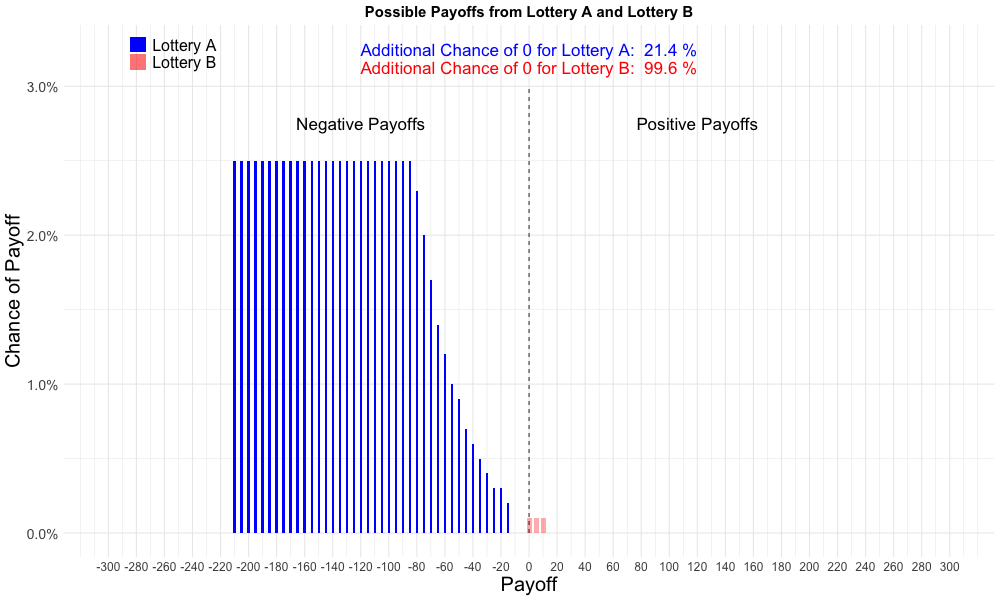 Possible Payoffs from Lottery A and Lottery B
Lottery A
Lottery B
Additional Chance of 0 for Lottery A: 21.4 %
Additional Chance of 0 for Lottery B: 99.6 %
Negative Payoffs
Positive Payoffs
Chance of Payoff
3.0%
2.0%
1.0%
0.0%
-300 -280 -260 -240 -220 -200 -180 -160 -140 -120 -100 -80 -60 -40 -20 0 20 40 60 80 100 120 140 160 180 200 220 240 260 280 300
Payoff